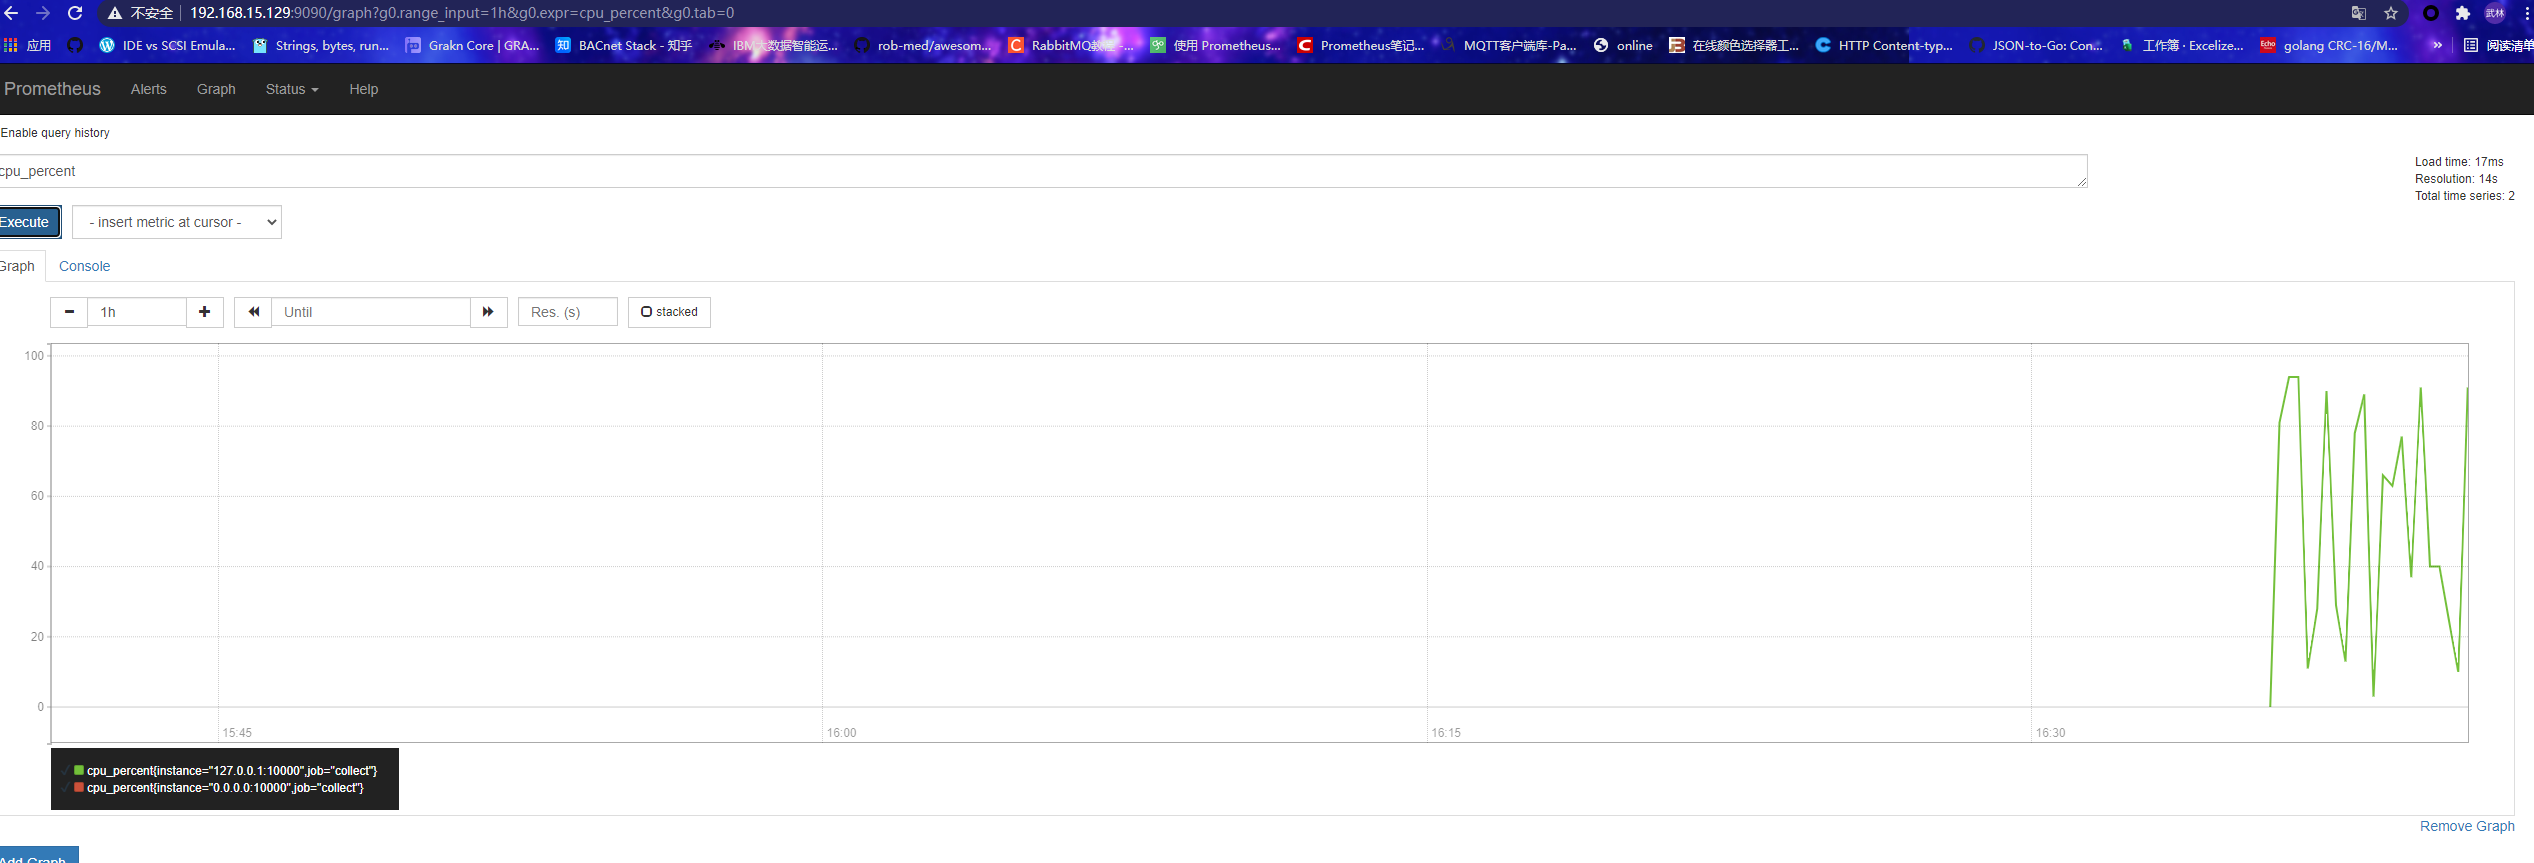 不安全 192.168.15.129:9090/graph?g0.range_input=1h&g0.expr=cpu_percent&g0.tab=0 武林
应用 IDE vs SCSI Emula... Strings, bytes, run... Grakn Core | GRA... 知 BACnet Stack - 知乎 IBM大数据智能运... rob-med/awesom... C RabbitMQ教程 -... go 使用 Prometheus... C Prometheus笔记... MQTT客户端库-Pa... online 在线颜色选择器工... HTTP Content-typ... JSON-to-Go: Con... 工作簿 · Excelize... Echo golang CRC-16/M... » 阅读清单
Prometheus Alerts Graph Status Help
Enable query history
cpu_percent
Load time: 17ms
Resolution: 14s
Total time series: 2
Execute - insert metric at cursor -
Graph Console
1h Until Res. (s) stacked
100
80
60
40
20
0
15:45 16:00 16:15 16:30
cpu_percent{instance="127.0.0.1:10000",job="collect"}
cpu_percent{instance="0.0.0.0:10000",job="collect"}
Remove Graph
Add Graph